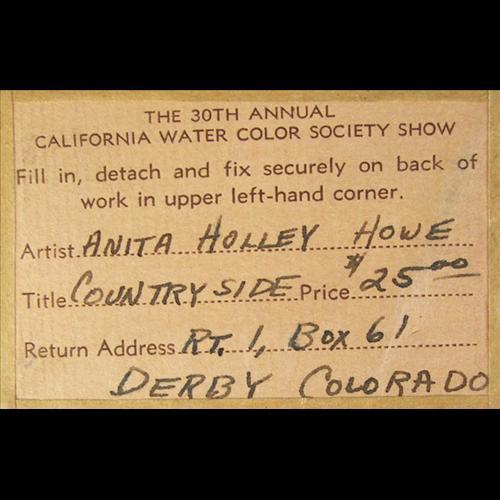 THE 30TH ANNUAL
CALIFORNIA WATER COLOR SOCIETY SHOW
Fill in, detach and fix securely on back of
work in upper left-hand corner.
Artist ANITA HOLLEY HOWE
Title COUNTRY SIDE Price $25.00
Return Address RT. 1, BOX 61
DERBY COLORADO